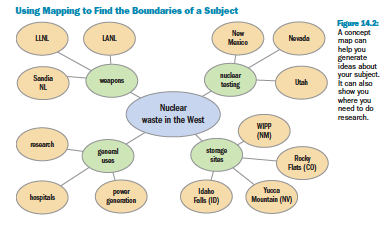 Using Mapping to Find the Boundaries of a Subject
Figure 14.2:
A concept
map can
help you
generate
ideas about
your subject.
It can also
show you
where you
need to do
research.
LLNL
LANL
New
Mexico
Nevada
Sandia
NL
weapons
nuclear
testing
Utah
Nuclear
waste in the West
WIPP
(NM)
research
general
uses
storage
sites
Rocky
Flats (CO)
hospitals
power
generation
Idaho
Falls (ID)
Yucca
Mountain (NV)